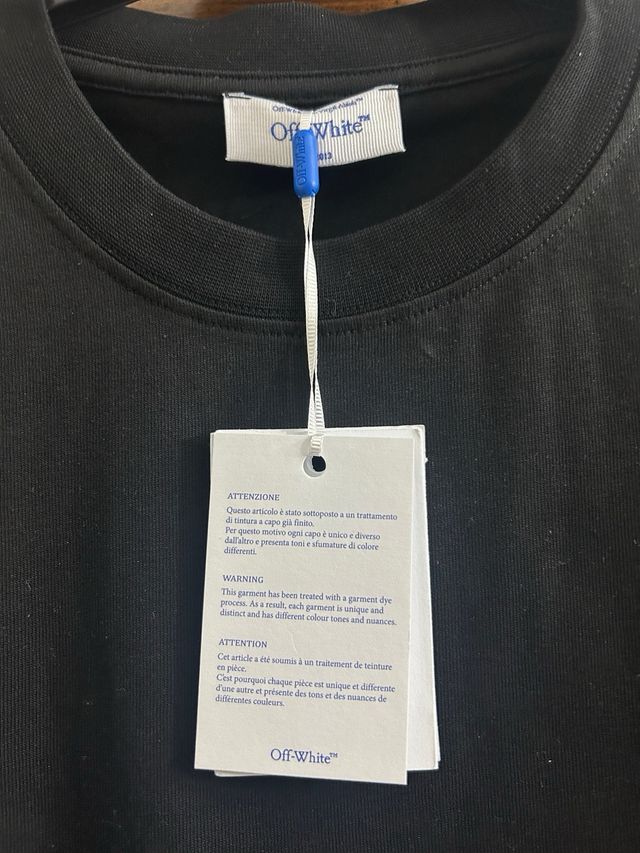 Off-White™
Off-White
ATTENZIONE
Questo articolo è stato sottoposto a un trattamento
di tintura a capo già finito.
Per questo motivo ogni capo è unico e diverso
dall'altro e presenta toni e sfumature di colore
differenti.
WARNING
This garment has been treated with a garment dye
process. As a result, each garment is unique and
distinct and has different colour tones and nuances.
ATTENTION
Cet article a été soumis à un traitement de teinture
en pièce.
C'est pourquoi chaque pièce est unique et differente
d'une autre et présente des tons et des nuances de
différentes couleurs.
Off-White™